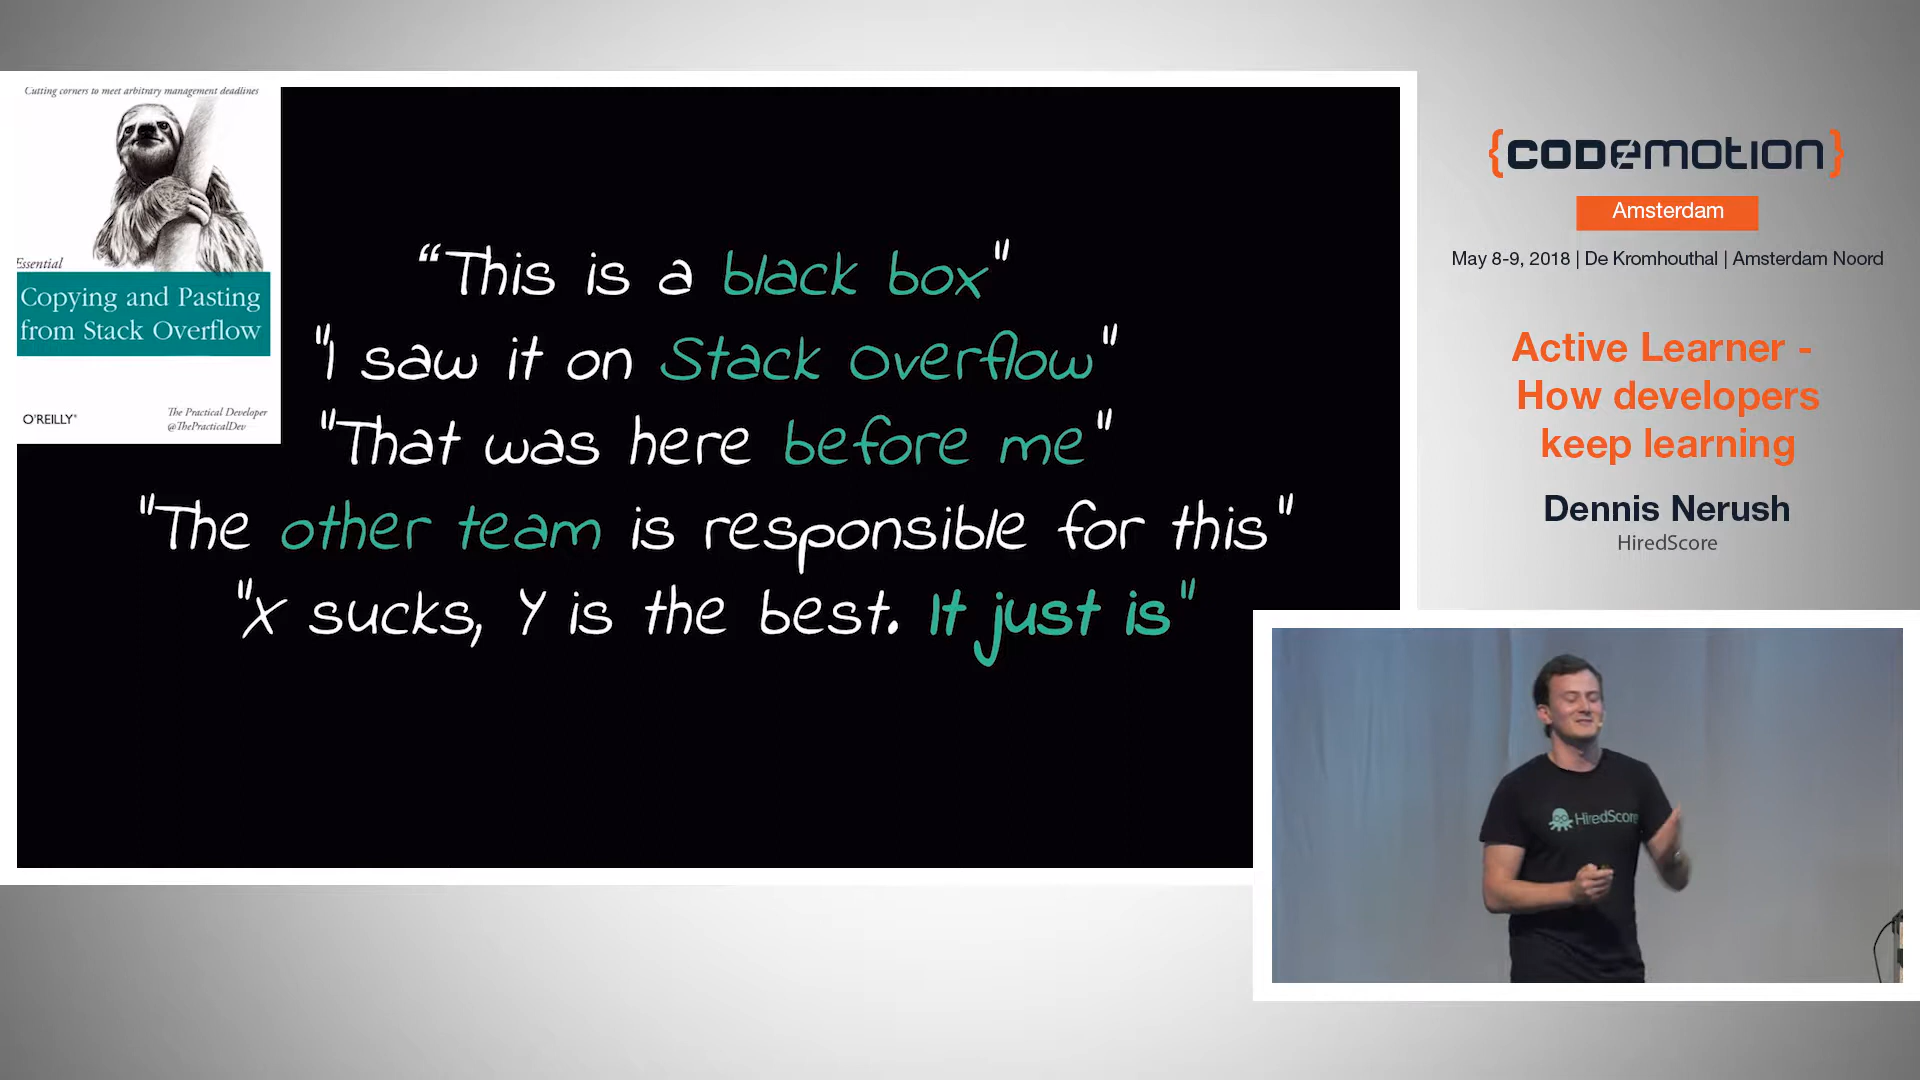 Cutting corners to meet arbitrary management deadlines
Essential
Copying and Pasting
from Stack Overflow
O'REILLY®
The Practical Developer
@ThePracticalDev
“This is a black box"
"I saw it on Stack Overflow"
"That was here before me"
"The other team is responsible for this"
"X sucks, Y is the best. It just is"
{CODEMOTION}
Amsterdam
May 8-9, 2018 | De Kromhouthal | Amsterdam Noord
Active Learner -
How developers
keep learning
Dennis Nerush
HiredScore
HiredScore